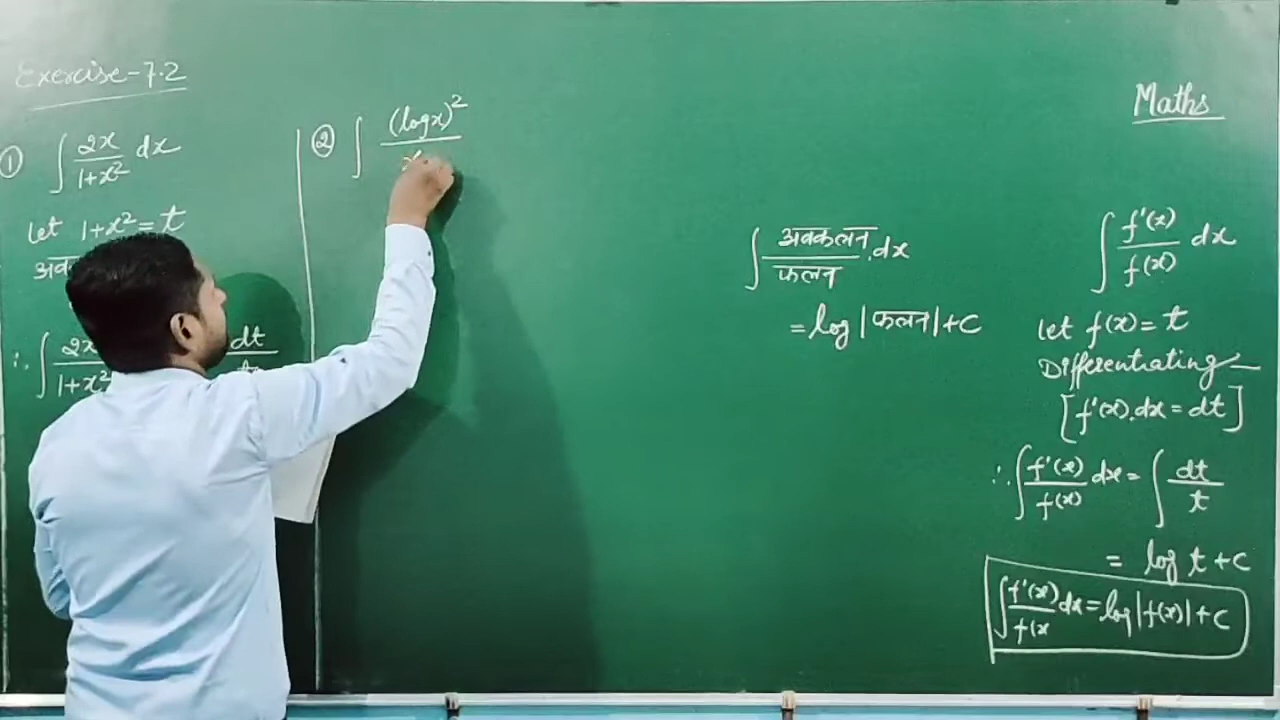 Exercise-7.2
① ∫ 2x/1+x² dx
Let 1+x² = t
∴ ∫ 2x/1+x² dt
② ∫ (logx)²/x
Maths
∫ अवकलन/फलन .dx
= log |फलन| + C
∫ f'(x)/f(x) dx
Let f(x) = t
Differentiating —
[f'(x).dx = dt]
∴ ∫ f'(x)/f(x) dx = ∫ dt/t
= log t + C
∫ f'(x)/f(x dx = log |f(x)| + C